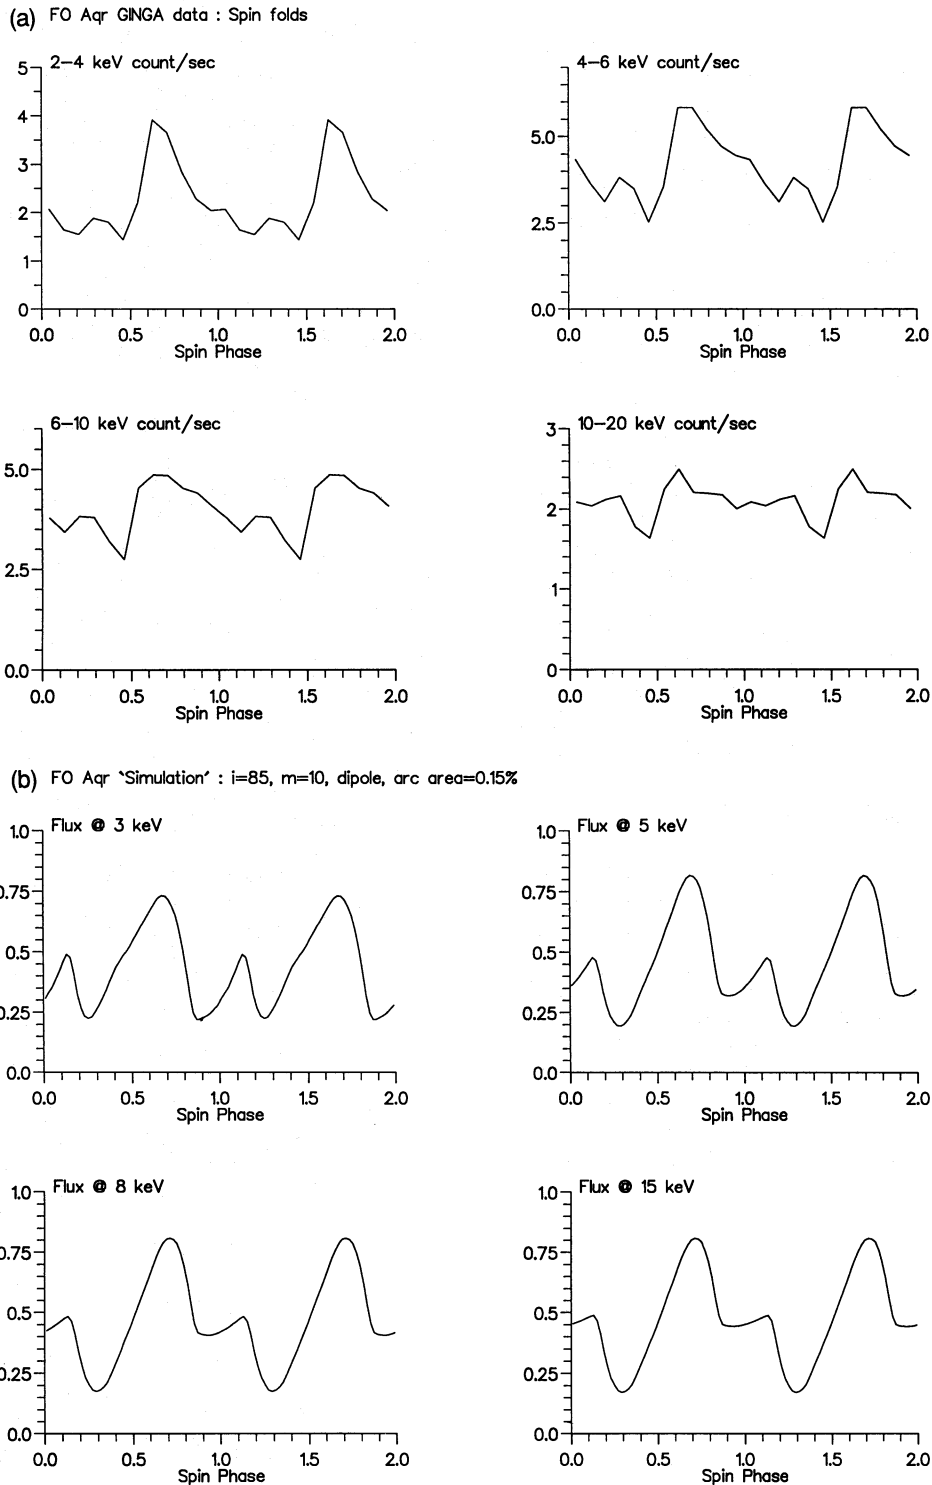 (a) FO Aqr GINGA data : Spin folds
2-4 keV count/sec
5
4
3
2
1
0
0.0 0.5 1.0 1.5 2.0
Spin Phase
4-6 keV count/sec
5.0
2.5
0.0
0.0 0.5 1.0 1.5 2.0
Spin Phase
6-10 keV count/sec
5.0
2.5
0.0
0.0 0.5 1.0 1.5 2.0
Spin Phase
10-20 keV count/sec
3
2
1
0
0.0 0.5 1.0 1.5 2.0
Spin Phase
(b) FO Aqr `Simulation' : i=85, m=10, dipole, arc area=0.15%
Flux @ 3 keV
1.0
0.75
0.5
0.25
0.0
0.0 0.5 1.0 1.5 2.0
Spin Phase
Flux @ 5 keV
1.0
0.75
0.5
0.25
0.0
0.0 0.5 1.0 1.5 2.0
Spin Phase
Flux @ 8 keV
1.0
0.75
0.5
0.25
0.0
0.0 0.5 1.0 1.5 2.0
Spin Phase
Flux @ 15 keV
1.0
0.75
0.5
0.25
0.0
0.0 0.5 1.0 1.5 2.0
Spin Phase